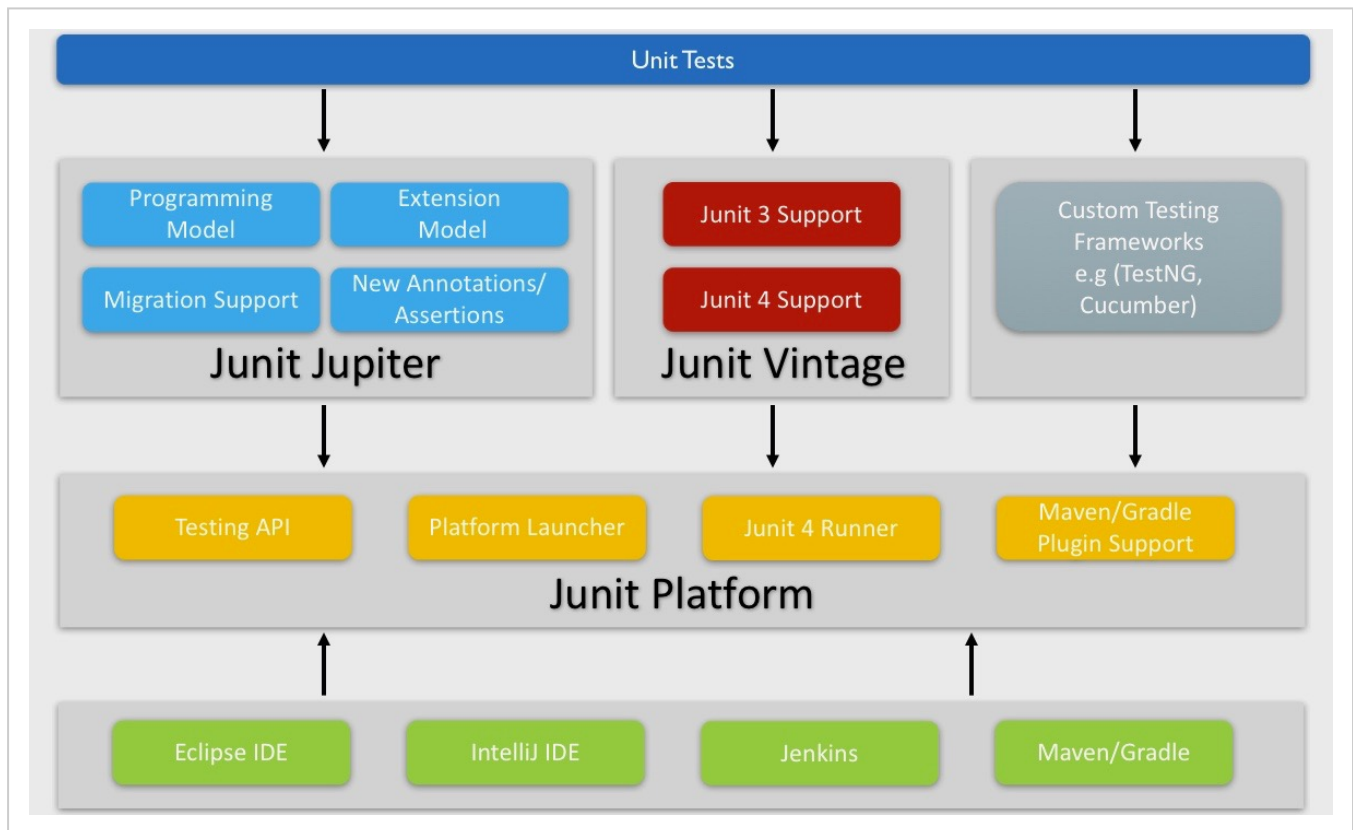 Unit Tests
Programming
Model
Extension
Model
Migration Support
New Annotations/
Assertions
Junit Jupiter
Junit 3 Support
Junit 4 Support
Junit Vintage
Custom Testing
Frameworks
e.g (TestNG,
Cucumber)
Testing API
Platform Launcher
Junit 4 Runner
Maven/Gradle
Plugin Support
Junit Platform
Eclipse IDE
IntelliJ IDE
Jenkins
Maven/Gradle